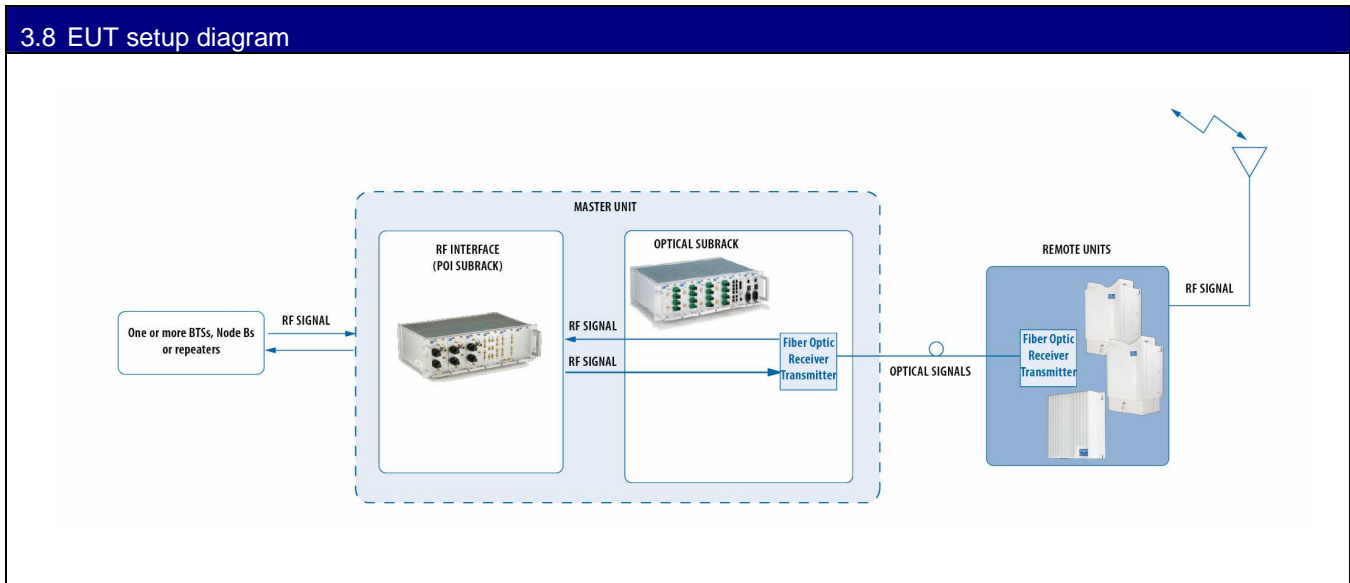 3.8 EUT setup diagram
MASTER UNIT
RF INTERFACE
(POI SUBRACK)
OPTICAL SUBRACK
REMOTE UNITS
One or more BTSs, Node Bs
or repeaters
RF SIGNAL
RF SIGNAL
RF SIGNAL
Fiber Optic
Receiver
Transmitter
OPTICAL SIGNALS
Fiber Optic
Receiver
Transmitter
RF SIGNAL